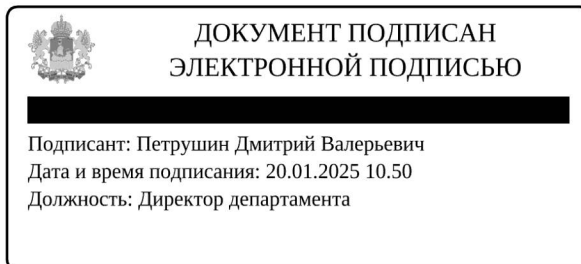 ДОКУМЕНТ ПОДПИСАН
ЭЛЕКТРОННОЙ ПОДПИСЬЮ
Подписант: Петрушин Дмитрий Валерьевич
Дата и время подписания: 20.01.2025 10.50
Должность: Директор департамента